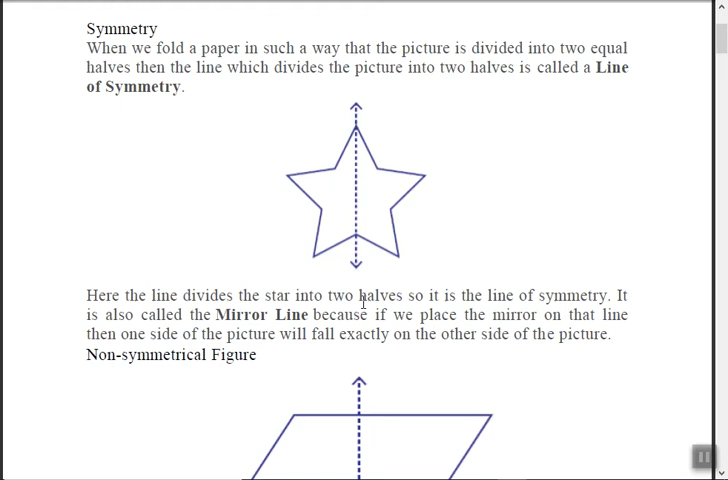 Symmetry
When we fold a paper in such a way that the picture is divided into two equal
halves then the line which divides the picture into two halves is called a Line
of Symmetry.
Here the line divides the star into two halves so it is the line of symmetry. It
is also called the Mirror Line because if we place the mirror on that line
then one side of the picture will fall exactly on the other side of the picture.
Non-symmetrical Figure